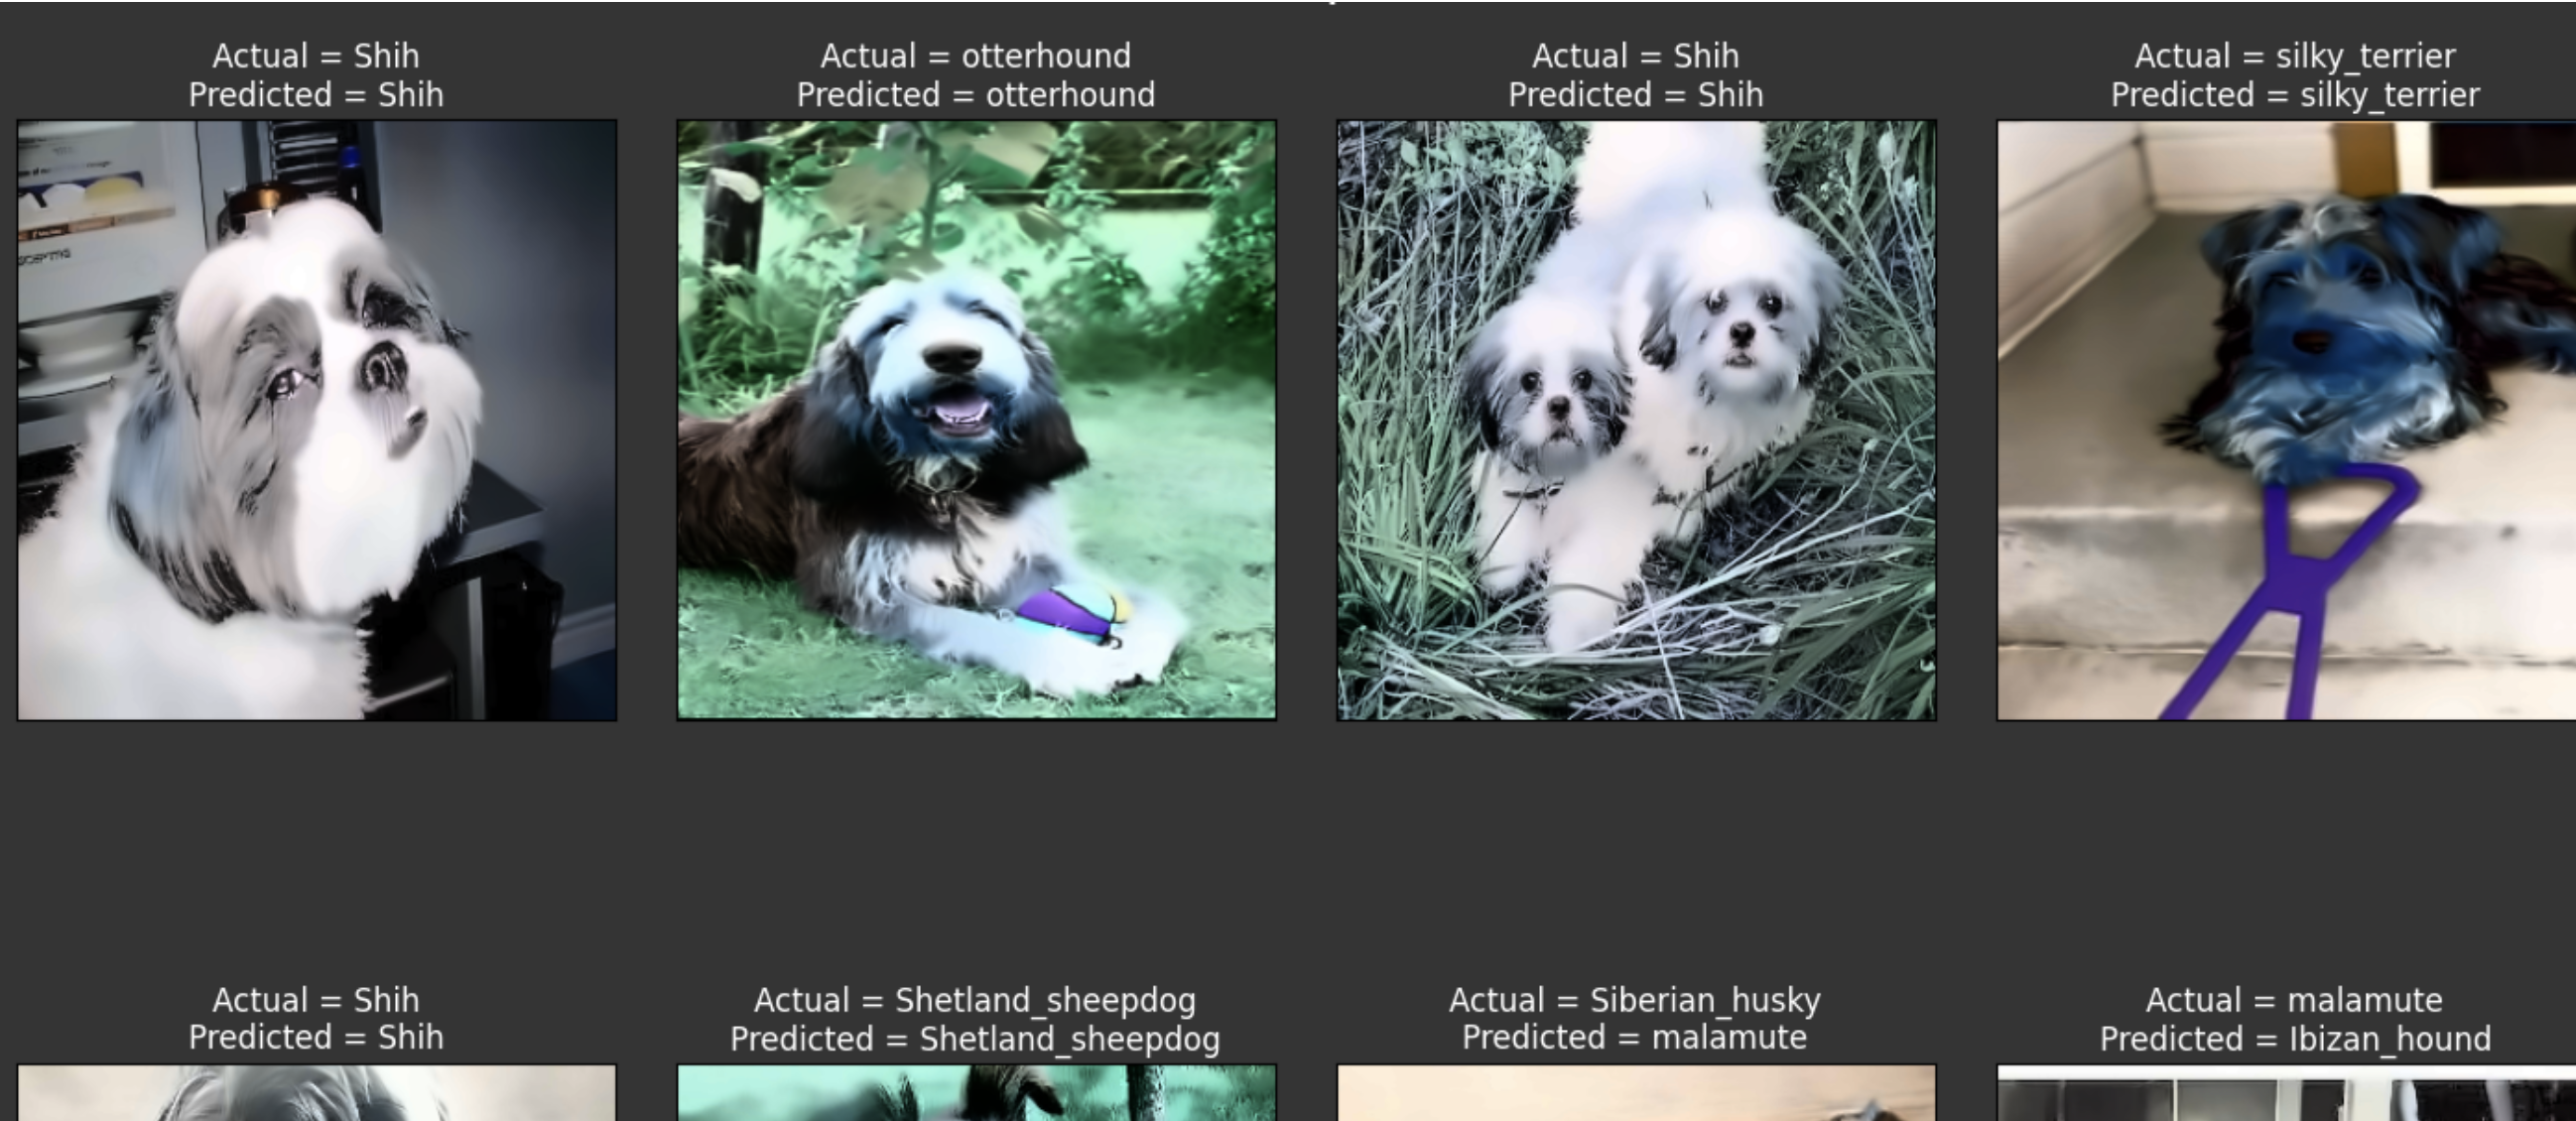 Actual = Shih
Predicted = Shih
Actual = otterhound
Predicted = otterhound
Actual = Shih
Predicted = Shih
Actual = silky_terrier
Predicted = silky_terrier
Actual = Shih
Predicted = Shih
Actual = Shetland_sheepdog
Predicted = Shetland_sheepdog
Actual = Siberian_husky
Predicted = malamute
Actual = malamute
Predicted = Ibizan_hound